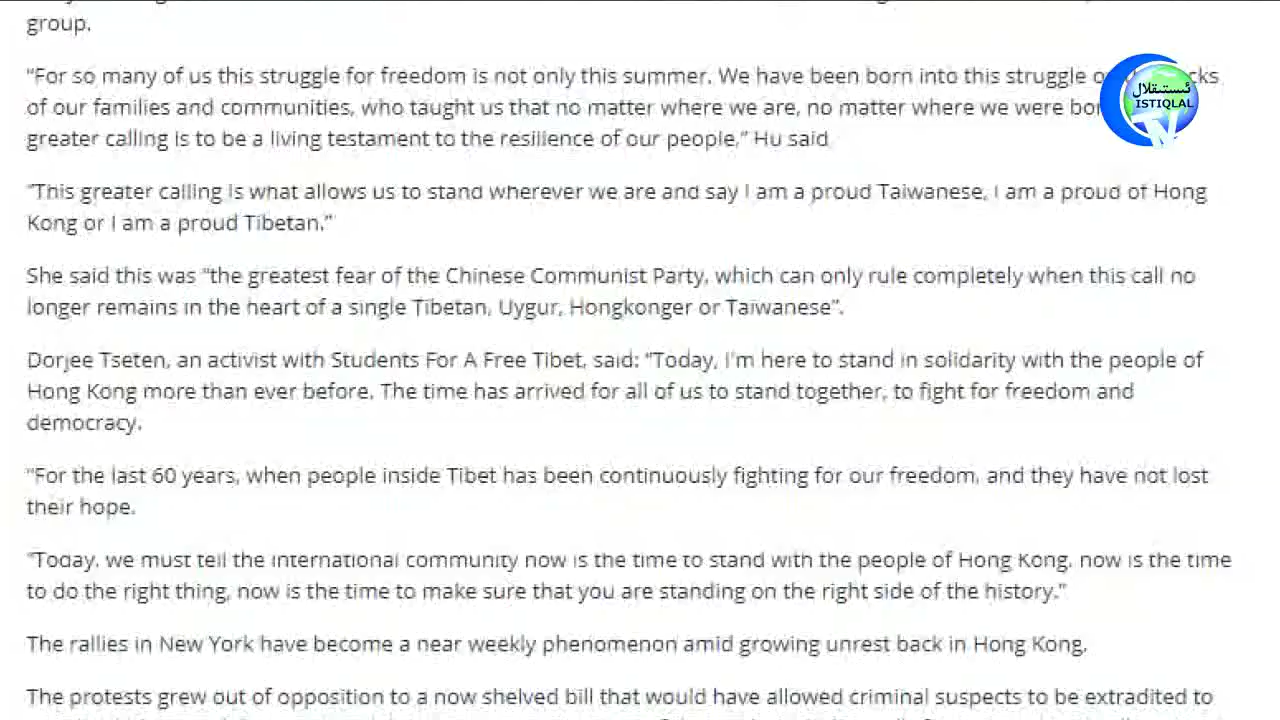 group.
“For so many of us this struggle for freedom is not only this summer. We have been born into this struggle cks
of our families and communities, who taught us that no matter where we are, no matter where we were
greater calling is to be a living testament to the resilience of our people,” Hu said
“This greater calling is what allows us to stand wherever we are and say I am a proud Taiwanese, I am a proud of Hong
Kong or I am a proud Tibetan.”
She said this was “the greatest fear of the Chinese Communist Party, which can only rule completely when this call no
longer remains in the heart of a single Tibetan, Uygur, Hongkonger or Taiwanese”.
Dorjee Tseten, an activist with Students For A Free Tibet, said: “Today, I’m here to stand in solidarity with the people of
Hong Kong more than ever before. The time has arrived for all of us to stand together, to fight for freedom and
democracy.
“For the last 60 years, when people inside Tibet has been continuously fighting for our freedom, and they have not lost
their hope.
“Today, we must tell the international community now is the time to stand with the people of Hong Kong, now is the time
to do the right thing, now is the time to make sure that you are standing on the right side of the history.”
The rallies in New York have become a near weekly phenomenon amid growing unrest back in Hong Kong.
The protests grew out of opposition to a now shelved bill that would have allowed criminal suspects to be extradited to
ئىستىقلال
ISTIQLAL
TV